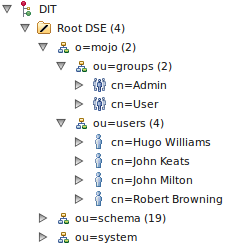 DIT
Root DSE (4)
o=mojo (2)
ou=groups (2)
cn=Admin
cn=User
ou=users (4)
cn=Hugo Williams
cn=John Keats
cn=John Milton
cn=Robert Browning
ou=schema (19)
ou=system